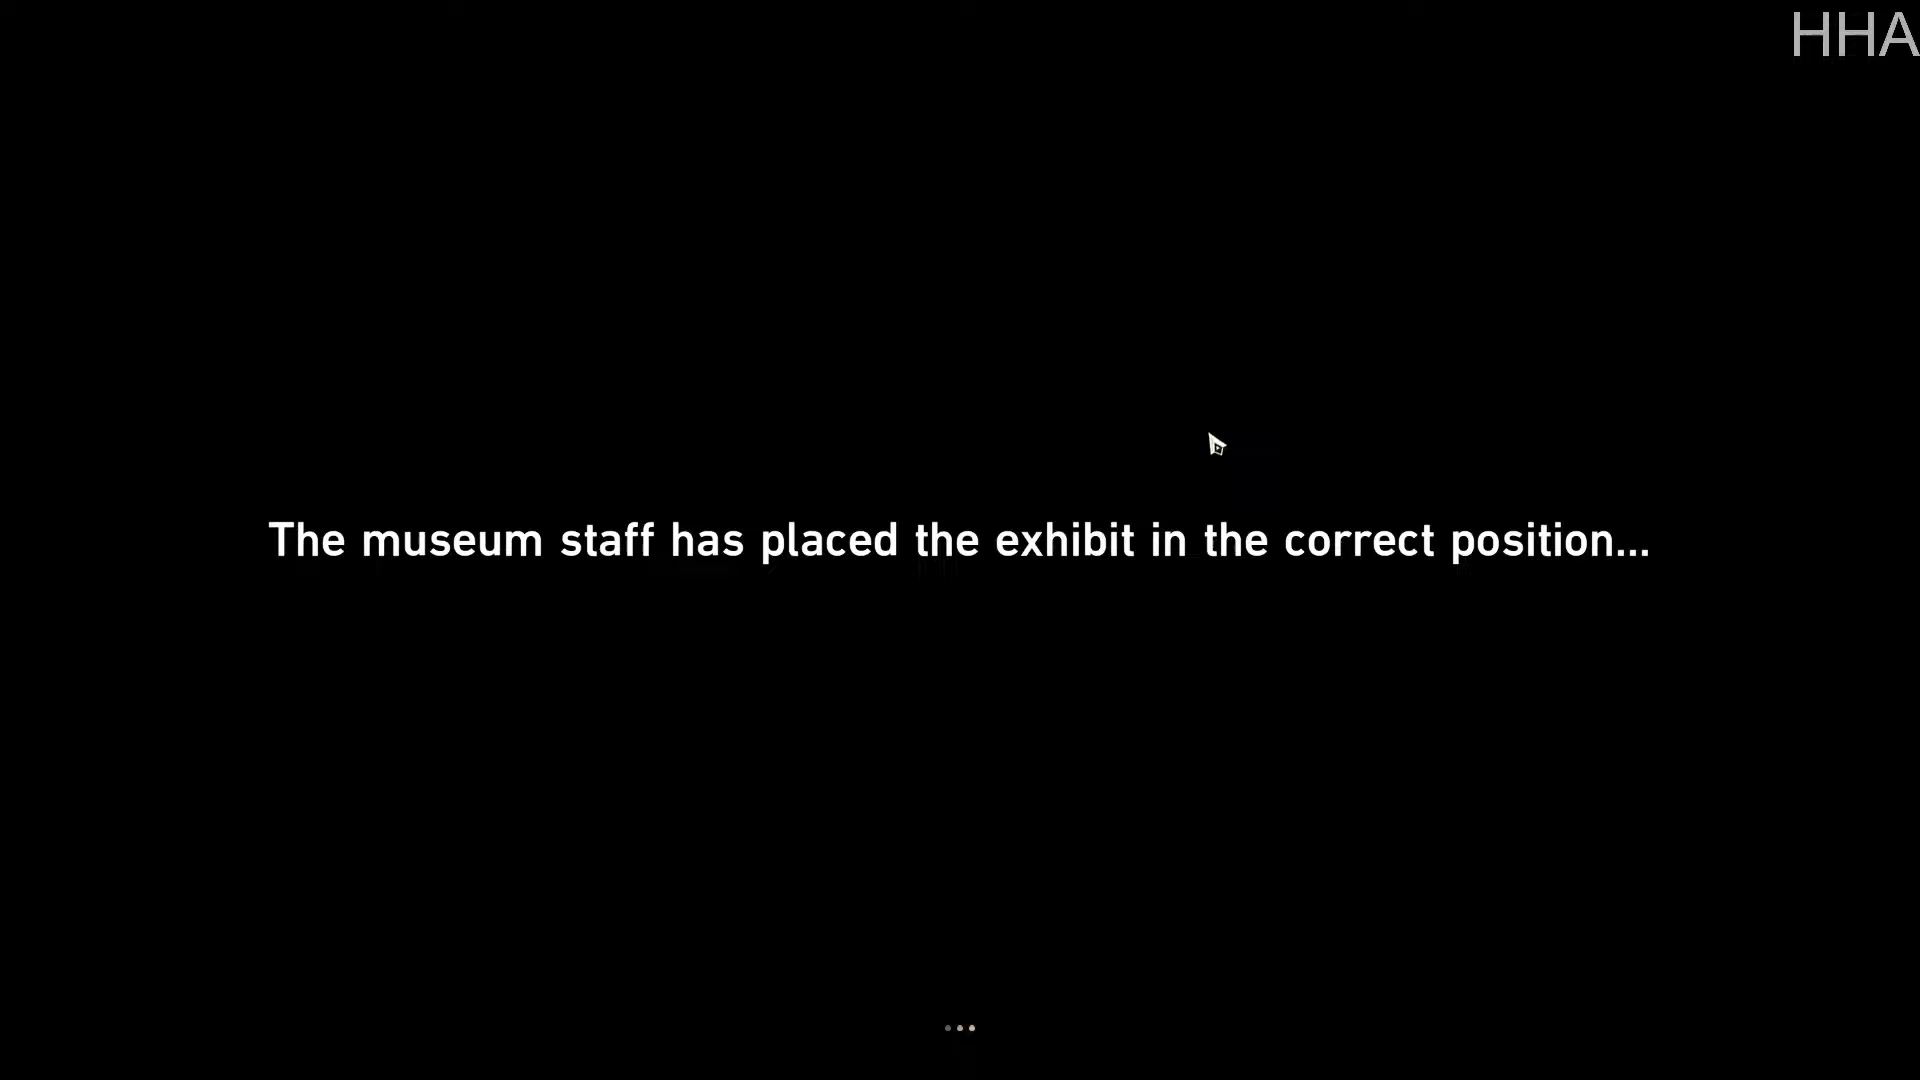 HHA
The museum staff has placed the exhibit in the correct position...